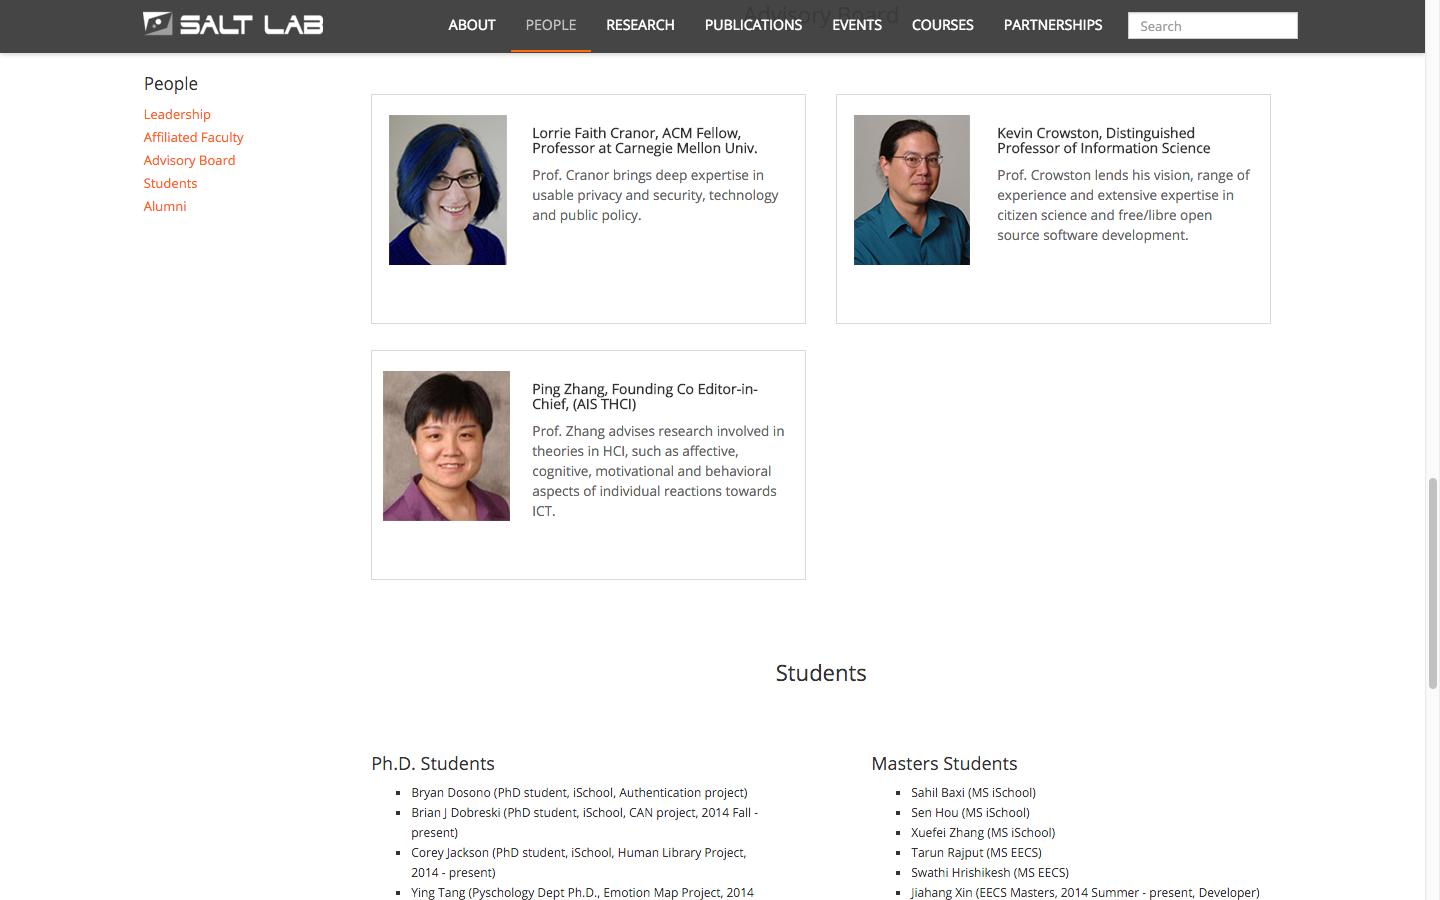 SALT LAB
ABOUT
PEOPLE
RESEARCH
PUBLICATIONS
EVENTS
COURSES
PARTNERSHIPS
Search
Advisory Board
People
Leadership
Affiliated Faculty
Advisory Board
Students
Alumni
Lorrie Faith Cranor, ACM Fellow,
Professor at Carnegie Mellon Univ.
Prof. Cranor brings deep expertise in
usable privacy and security, technology
and public policy.
Kevin Crowston, Distinguished
Professor of Information Science
Prof. Crowston lends his vision, range of
experience and extensive expertise in
citizen science and free/libre open
source software development.
Ping Zhang, Founding Co Editor-in-
Chief, (AIS THCI)
Prof. Zhang advises research involved in
theories in HCI, such as affective,
cognitive, motivational and behavioral
aspects of individual reactions towards
ICT.
Students
Ph.D. Students
Bryan Dosono (PhD student, iSchool, Authentication project)
Brian J Dobreski (PhD student, iSchool, CAN project, 2014 Fall -
present)
Corey Jackson (PhD student, iSchool, Human Library Project,
2014 - present)
Ying Tang (Pyschology Dept Ph.D., Emotion Map Project, 2014
Masters Students
Sahil Baxi (MS iSchool)
Sen Hou (MS iSchool)
Xuefei Zhang (MS iSchool)
Tarun Rajput (MS EECS)
Swathi Hrishikesh (MS EECS)
Jiahang Xin (EECS Masters, 2014 Summer - present, Developer)